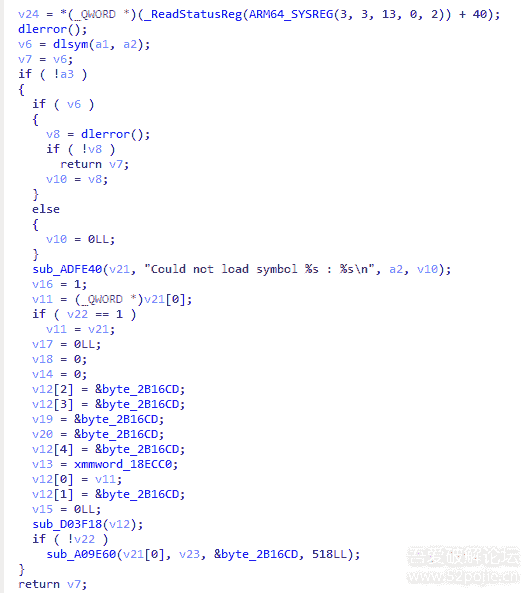 v24 = *(_QWORD *)(_ReadStatusReg(ARM64_SYSREG(3, 3, 13, 0, 2)) + 40);
dlerror();
v6 = dlsym(a1, a2);
v7 = v6;
if ( !a3 )
{
if ( v6 )
{
v8 = dlerror();
if ( !v8 )
return v7;
v10 = v8;
}
else
{
v10 = 0LL;
}
sub_ADFE40(v21, "Could not load symbol %s : %s\n", a2, v10);
v16 = 1;
v11 = (_QWORD *)v21[0];
if ( v22 == 1 )
v11 = v21;
v17 = 0LL;
v18 = 0;
v14 = 0;
v12[2] = &byte_2B16CD;
v12[3] = &byte_2B16CD;
v19 = &byte_2B16CD;
v20 = &byte_2B16CD;
v12[4] = &byte_2B16CD;
v13 = xmmword_18ECC0;
v12[0] = v11;
v12[1] = &byte_2B16CD;
v15 = 0LL;
sub_D03F18(v12);
if ( !v22 )
sub_A09E60(v21[0], v23, &byte_2B16CD, 518LL);
}
return v7;
吾爱破解论坛
www.52pojie.cn